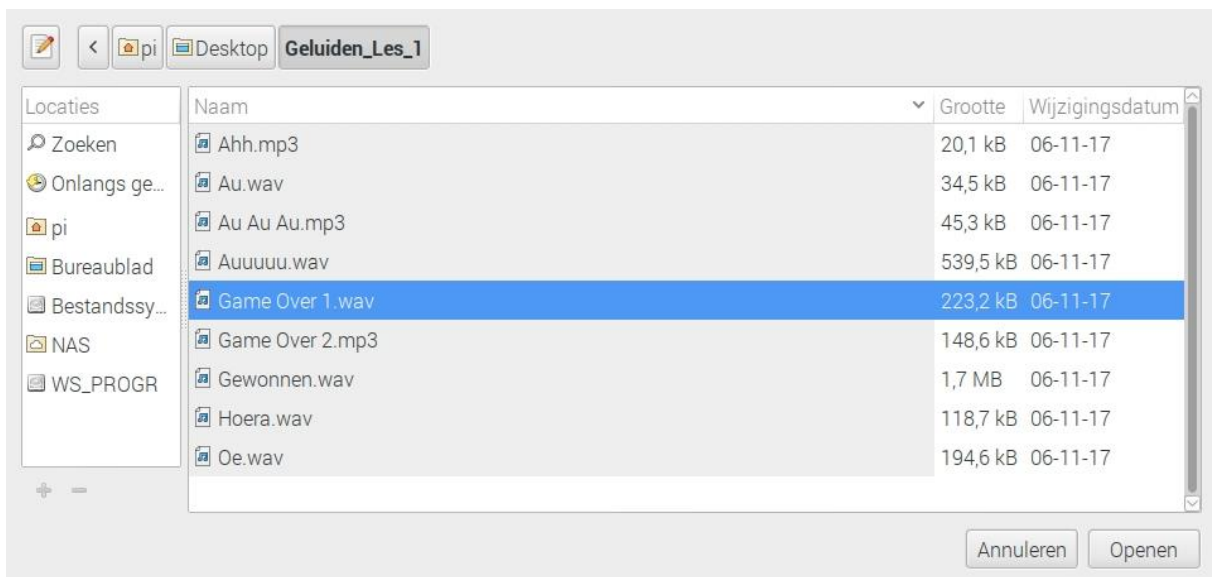 pi Desktop Geluiden_Les_1
Locaties
Zoeken
Onlangs ge...
pi
Bureaublad
Bestandssy...
NAS
WS_PROGR
Naam Grootte Wijzigingsdatum
Ahh.mp3 20,1 kB 06-11-17
Au.wav 34,5 kB 06-11-17
Au Au Au.mp3 45,3 kB 06-11-17
Auuuuu.wav 539,5 kB 06-11-17
Game Over 1.wav 223,2 kB 06-11-17
Game Over 2.mp3 148,6 kB 06-11-17
Gewonnen.wav 1,7 MB 06-11-17
Hoera.wav 118,7 kB 06-11-17
Oe.wav 194,6 kB 06-11-17
Annuleren Openen